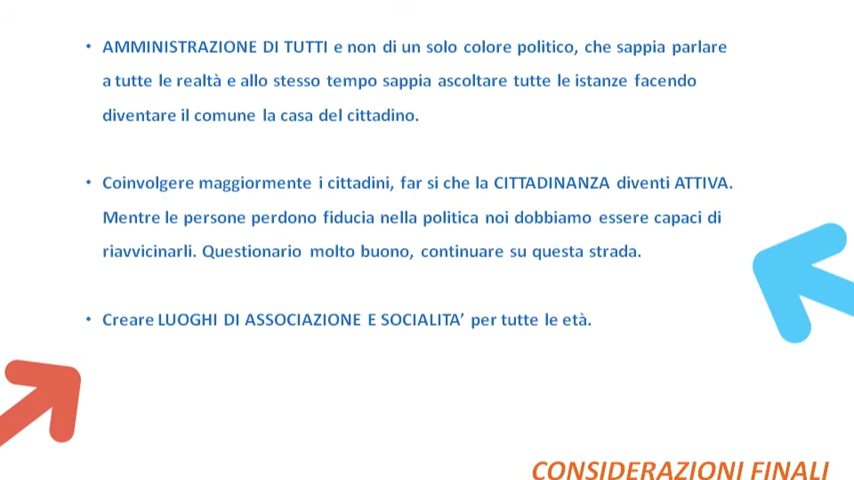 • AMMINISTRAZIONE DI TUTTI e non di un solo colore politico, che sappia parlare
a tutte le realtà e allo stesso tempo sappia ascoltare tutte le istanze facendo
diventare il comune la casa del cittadino.
• Coinvolgere maggiormente i cittadini, far si che la CITTADINANZA diventi ATTIVA.
Mentre le persone perdono fiducia nella politica noi dobbiamo essere capaci di
riavvicinarli. Questionario molto buono, continuare su questa strada.
• Creare LUOGHI DI ASSOCIAZIONE E SOCIALITA’ per tutte le età.
CONSIDERAZIONI FINALI